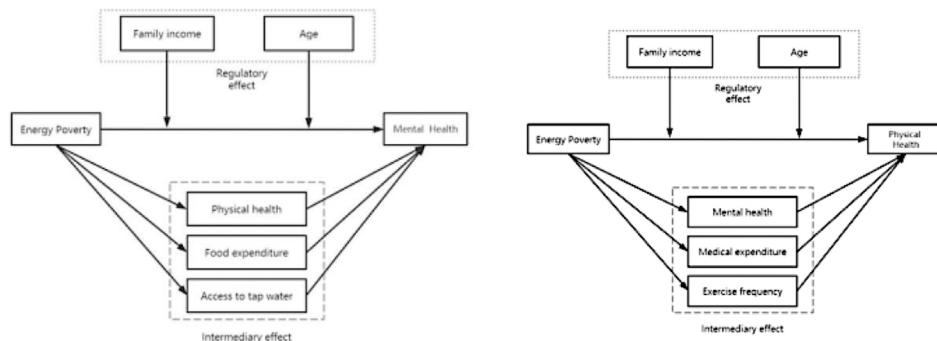 Family income
Age
Regulatory
effect
Energy Poverty
Mental Health
Physical health
Food expenditure
Access to tap water
Intermediary effect
Family income
Age
Regulatory
effect
Energy Poverty
Physical
Health
Mental health
Medical expenditure
Exercise frequency
Intermediary effect